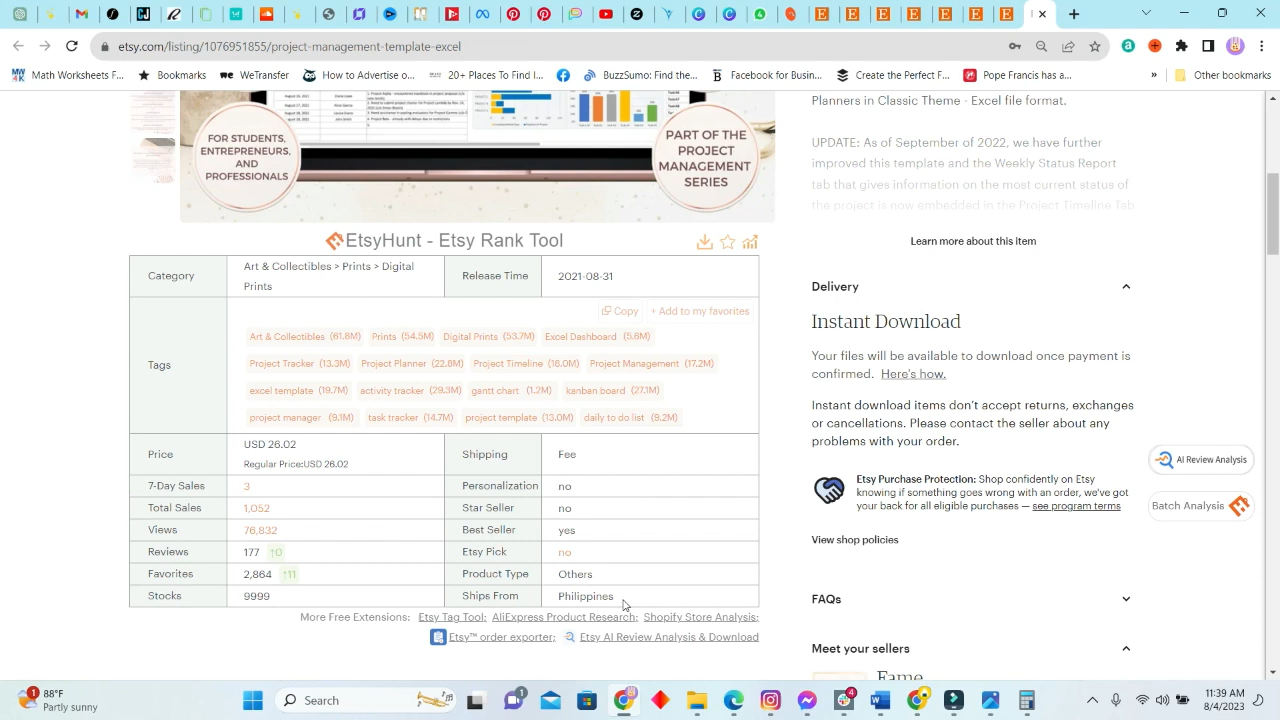 etsy.com/listing/1076951855/project-management-template-excel
Math Worksheets F...
Bookmarks
WeTransfer
How to Advertise o...
20+ Places To Find I...
BuzzSumo: Find the...
Facebook for Busin...
Create the Perfect F...
Pope Francis has a...
»
Other bookmarks
FOR STUDENTS,
ENTREPRENEURS,
AND
PROFESSIONALS
PART OF THE
PROJECT
MANAGEMENT
SERIES
Planners in Classic Theme - Excel file format.
UPDATE: As of September of 2022, we have further
improved this template and the Weekly Status Report
tab that gives information on the most current status of
the project is now embedded in the Project Timeline Tab
Learn more about this item
EtsyHunt - Etsy Rank Tool
Category
Art & Collectibles > Prints > Digital
Prints
Release Time
2021-08-31
Copy
+ Add to my favorites
Tags
Art & Collectibles (61.8M) Prints (54.5M) Digital Prints (53.7M) Excel Dashboard (5.6M)
Project Tracker (13.3M) Project Planner (22.8M) Project Timeline (18.0M) Project Management (17.2M)
excel template (19.7M) activity tracker (29.3M) gantt chart (1.2M) kanban board (27.1M)
project manager (9.1M) task tracker (14.7M) project template (13.0M) daily to do list (9.2M)
Price
USD 26.02
Regular Price:USD 26.02
Shipping
Fee
7-Day Sales
3
Personalization
no
Total Sales
1,052
Star Seller
no
Views
76,832
Best Seller
yes
Reviews
177 ↑0
Etsy Pick
no
Favorites
2,864 ↑11
Product Type
Others
Stocks
9999
Ships From
Philippines
More Free Extensions: Etsy Tag Tool; AliExpress Product Research; Shopify Store Analysis;
Etsy™ order exporter; Etsy AI Review Analysis & Download
Delivery
Instant Download
Your files will be available to download once payment is
confirmed. Here's how.
Instant download items don't accept returns, exchanges
or cancellations. Please contact the seller about any
problems with your order.
Etsy Purchase Protection: Shop confidently on Etsy
knowing if something goes wrong with an order, we've got
your back for all eligible purchases — see program terms
View shop policies
FAQs
Meet your sellers
Fame
AI Review Analysis
Batch Analysis
1
88°F
Partly sunny
Search
11:39 AM
8/4/2023